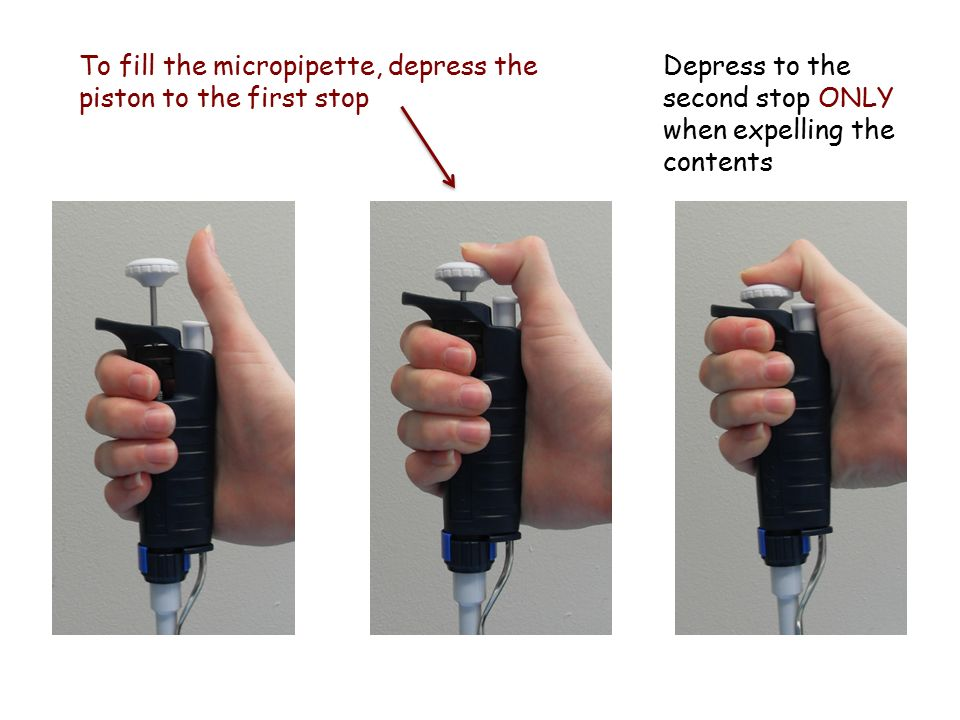 To fill the micropipette, depress the
piston to the first stop
Depress to the
second stop ONLY
when expelling the
contents